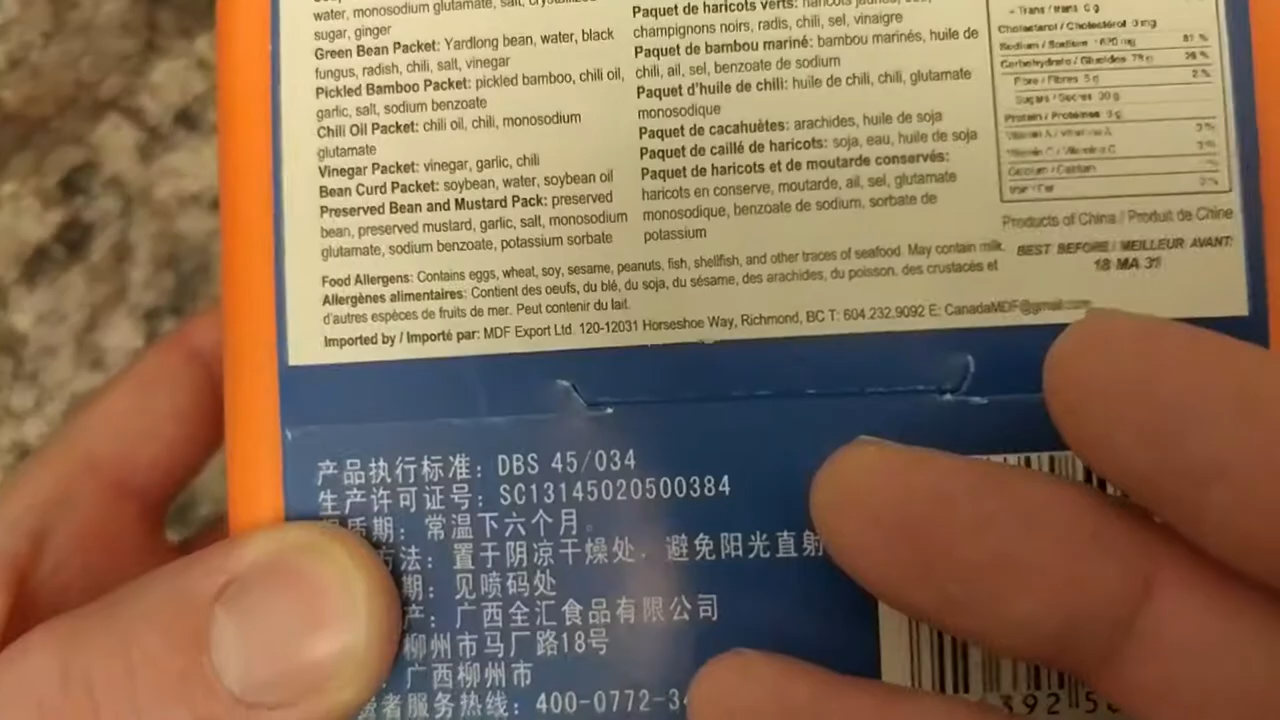 water, monosodium glutamate, salt,
sugar, ginger
Green Bean Packet: Yardlong bean, water, black
fungus, radish, chili, salt, vinegar
Pickled Bamboo Packet: pickled bamboo, chili oil,
garlic, salt, sodium benzoate
Chili Oil Packet: chili oil, chili, monosodium
glutamate
Vinegar Packet: vinegar, garlic, chili
Bean Curd Packet: soybean, water, soybean oil
Preserved Bean and Mustard Pack: preserved
bean, preserved mustard, garlic, salt, monosodium
glutamate, sodium benzoate, potassium sorbate
Paquet de haricots verts:
champignons noirs, radis, chili, sel, vinaigre
Paquet de bambou mariné: bambou marinés, huile de
chili, ail, sel, benzoate de sodium
Paquet d'huile de chili: huile de chili, chili, glutamate
monosodique
Paquet de cacahuètes: arachides, huile de soja
Paquet de caillé de haricots: soja, eau, huile de soja
Paquet de haricots et de moutarde conservés:
haricots en conserve, moutarde, ail, sel, glutamate
monosodique, benzoate de sodium, sorbate de
potassium
+ Trans / trans 0 g
Cholesterol / Cholestérol 0 mg
Sodium / Sodium mg
Carbohydrate / Glucides
Fibre / Fibres 5 g 2 %
Sugars / Sucres
Protein / Protéines
Calcium / Calcium
Products of China / Produit de Chine
BEST BEFORE / MEILLEUR AVANT:
18 MA 31
Food Allergens: Contains eggs, wheat, soy, sesame, peanuts, fish, shellfish, and other traces of seafood. May contain milk.
Allergènes alimentaires: Contient des oeufs, du blé, du soja, du sésame, des arachides, du poisson, des crustacés et
d'autres espèces de fruits de mer. Peut contenir du lait.
Imported by / Importé par: MDF Export Ltd. 120-12031 Horseshoe Way, Richmond, BC T: 604.232.9092 E: CanadaMDF@gmail.com
产品执行标准: DBS 45/034
生产许可证号: SC13145020500384
质期: 常温下六个月。
方法: 置于阴凉干燥处. 避免阳光直射
期: 见喷码处
产: 广西全汇食品有限公司
柳州市马厂路18号
广西柳州市
者服务热线: 400-0772-3
392 5